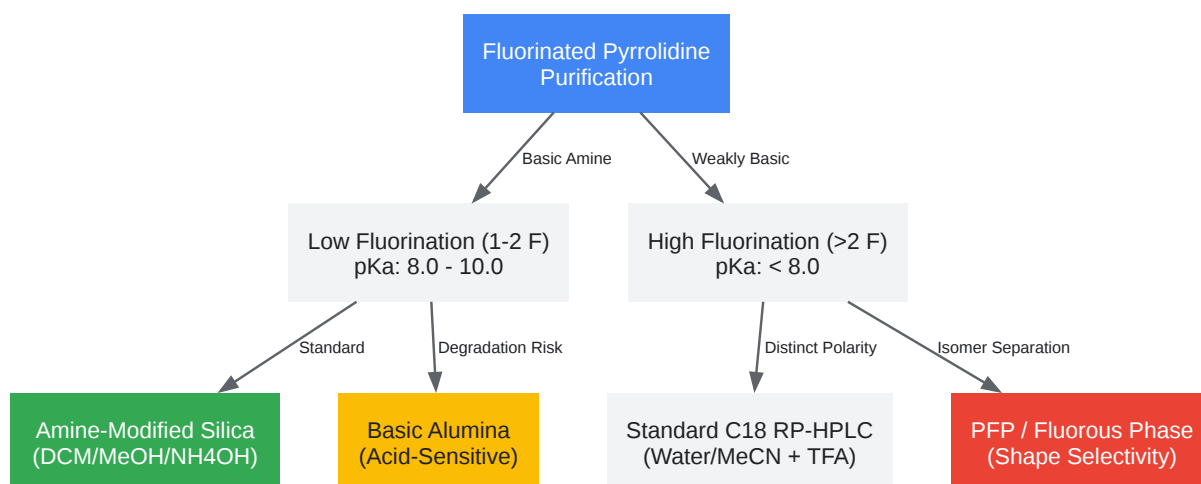 Fluorinated Pyrrolidine
Purification
Basic Amine
Weakly Basic
Low Fluorination (1-2 F)
pKa: 8.0 - 10.0
High Fluorination (>2 F)
pKa: < 8.0
Standard
Degradation Risk
Distinct Polarity
Isomer Separation
Amine-Modified Silica
(DCM/MeOH/NH4OH)
Basic Alumina
(Acid-Sensitive)
Standard C18 RP-HPLC
(Water/MeCN + TFA)
PFP / Fluorous Phase
(Shape Selectivity)